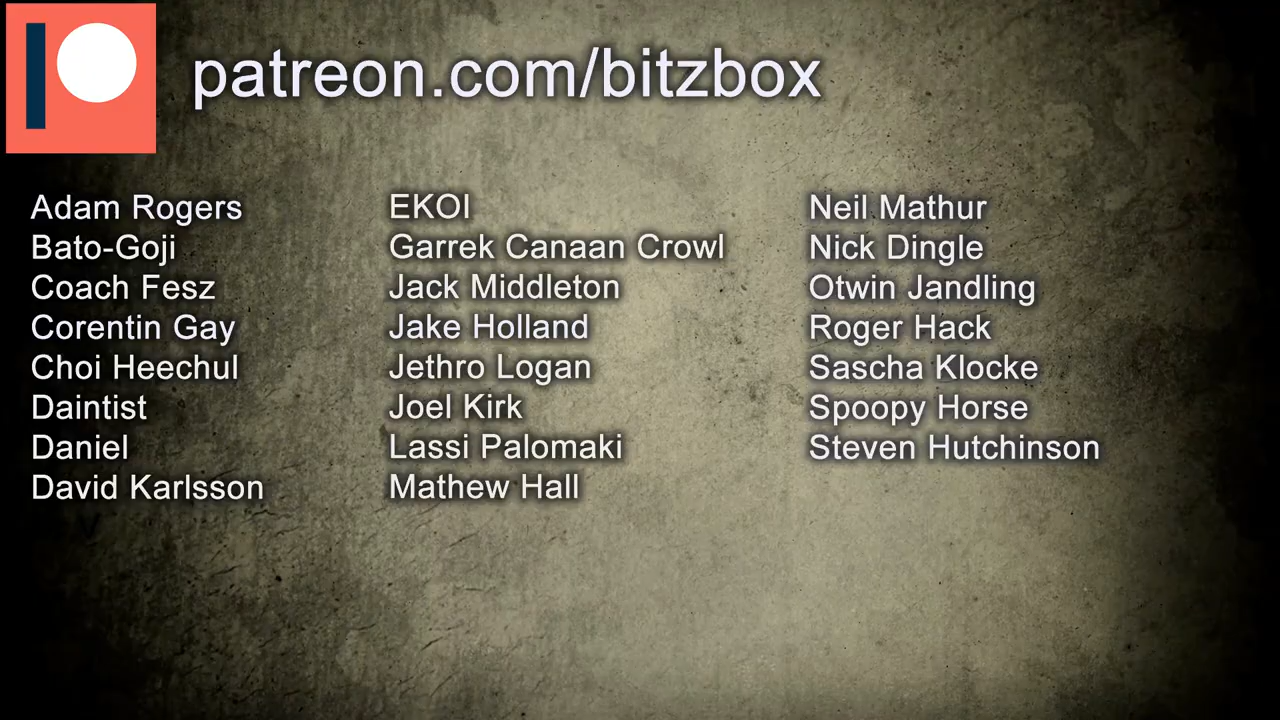 patreon.com/bitzbox
Adam Rogers
Bato-Goji
Coach Fesz
Corentin Gay
Choi Heechul
Daintist
Daniel
David Karlsson
EKOI
Garrek Canaan Crowl
Jack Middleton
Jake Holland
Jethro Logan
Joel Kirk
Lassi Palomaki
Mathew Hall
Neil Mathur
Nick Dingle
Otwin Jandling
Roger Hack
Sascha Klocke
Spoopy Horse
Steven Hutchinson